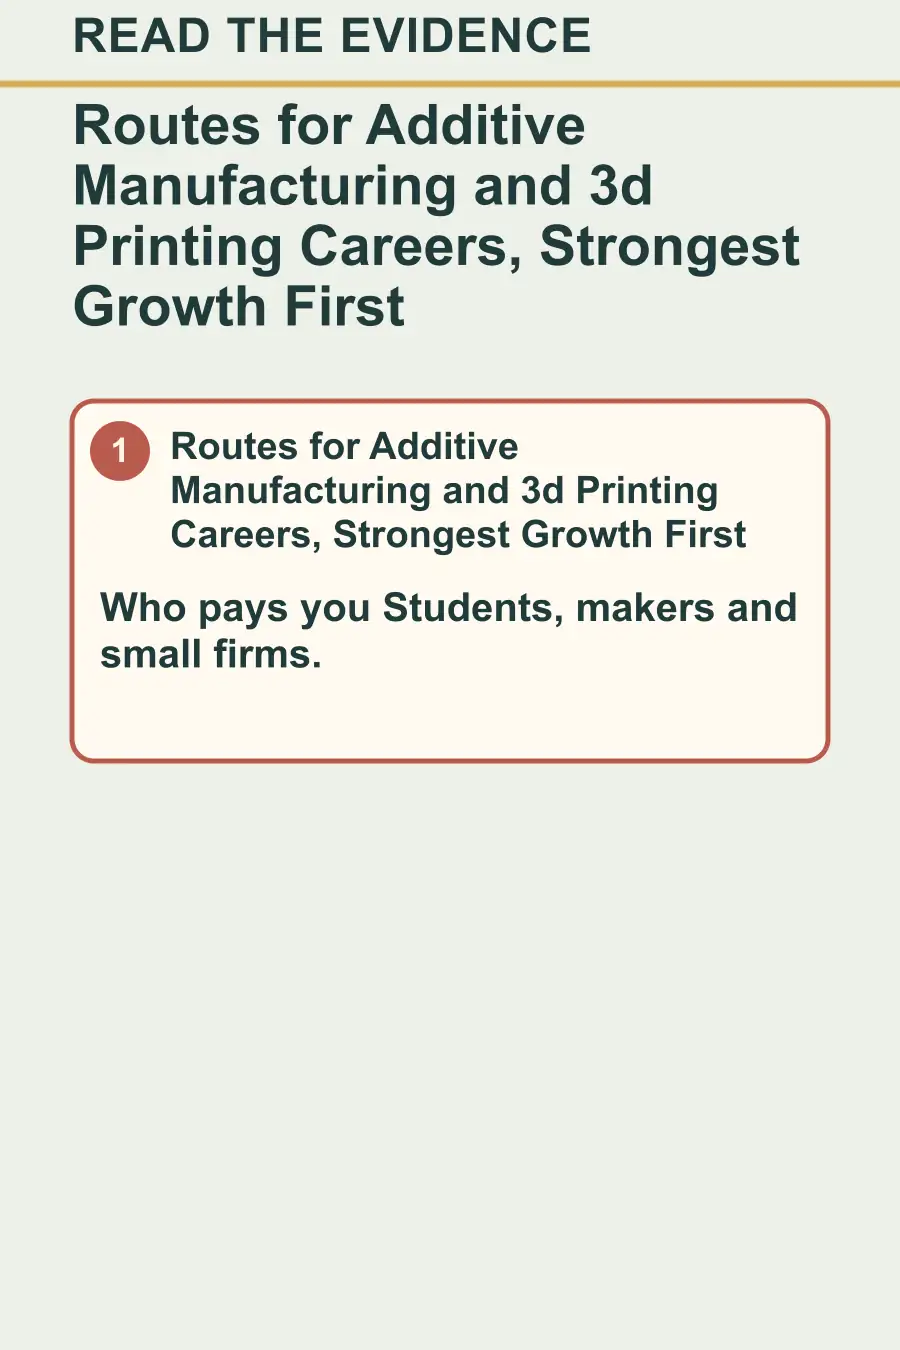 READ THE EVIDENCE
Routes for Additive
Manufacturing and 3d
Printing Careers, Strongest
Growth First
1
Routes for Additive
Manufacturing and 3d Printing
Careers, Strongest Growth First
Who pays you Students, makers and
small firms.